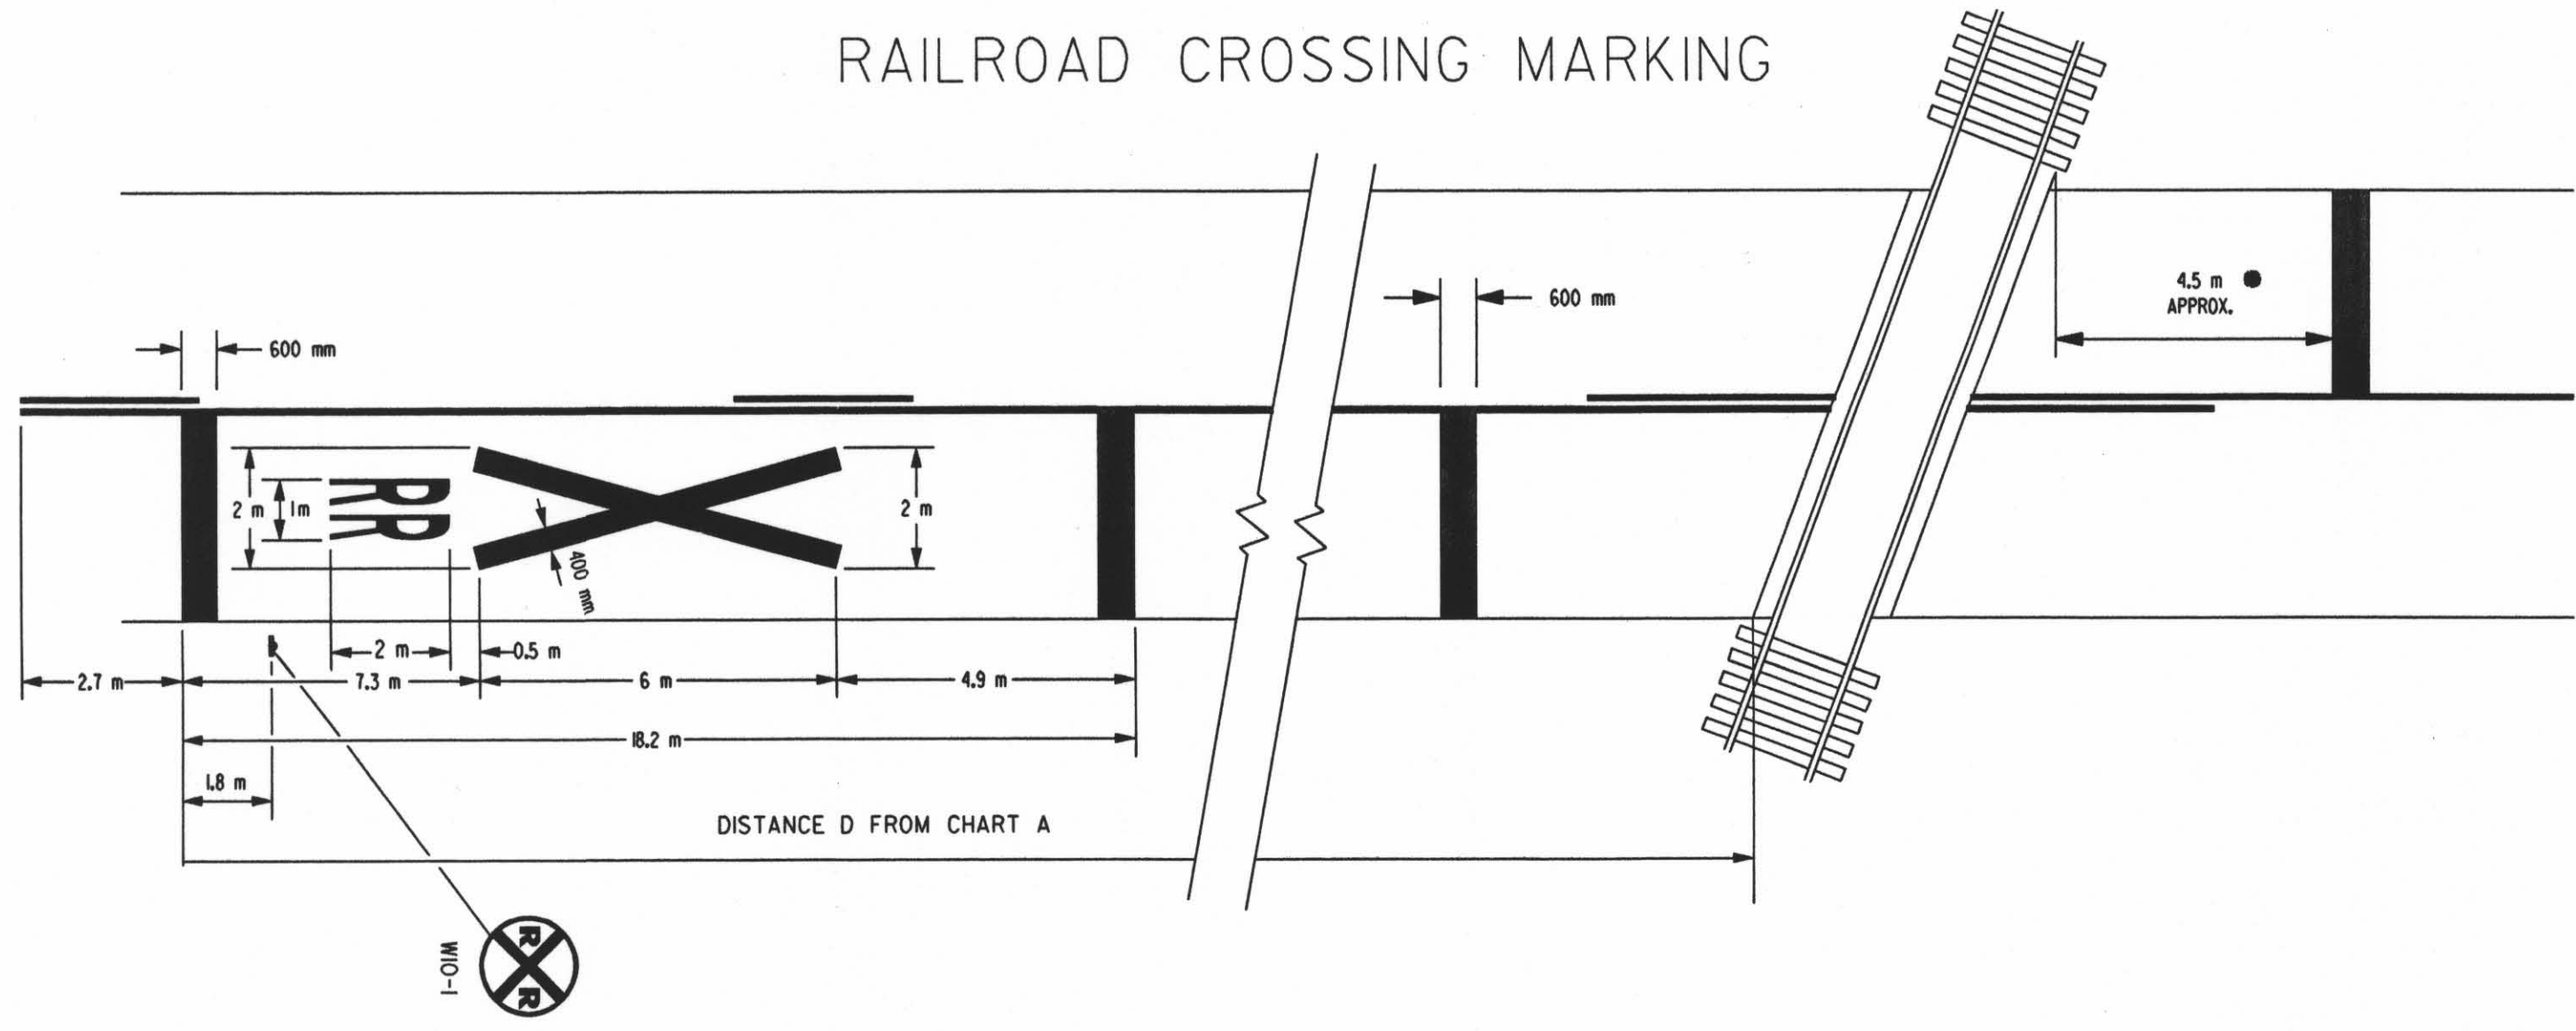 RAILROAD CROSSING MARKING
4.5 m
APPROX.
600 mm
600 mm
2 m
1m
RR
400 mm
2 m
2 m
0.5 m
2.7 m
7.3 m
6 m
4.9 m
18.2 m
1.8 m
DISTANCE D FROM CHART A
W10-1
R R